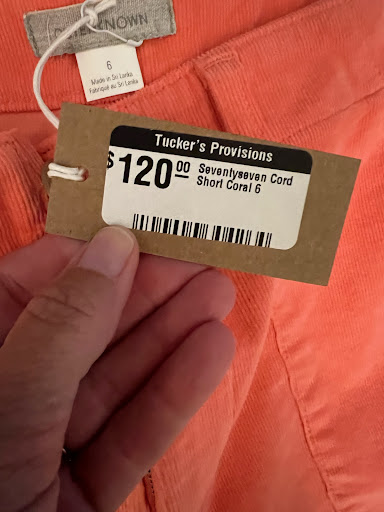 6
Made in Sri Lanka
Fabriqué au Sri Lanka
Tucker's Provisions
$120.00 Seventyseven Cord
Short Coral 6